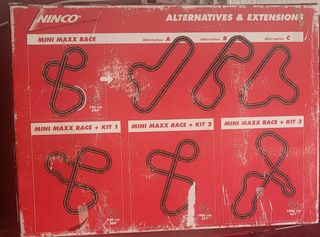 NINCO
ALTERNATIVES & EXTENSIONS
MINI MAXX RACE
Alternative A
Alternative B
Alternative C
MINI MAXX RACE + KIT 1
MINI MAXX RACE + KIT 2
MINI MAXX RACE + KIT 3